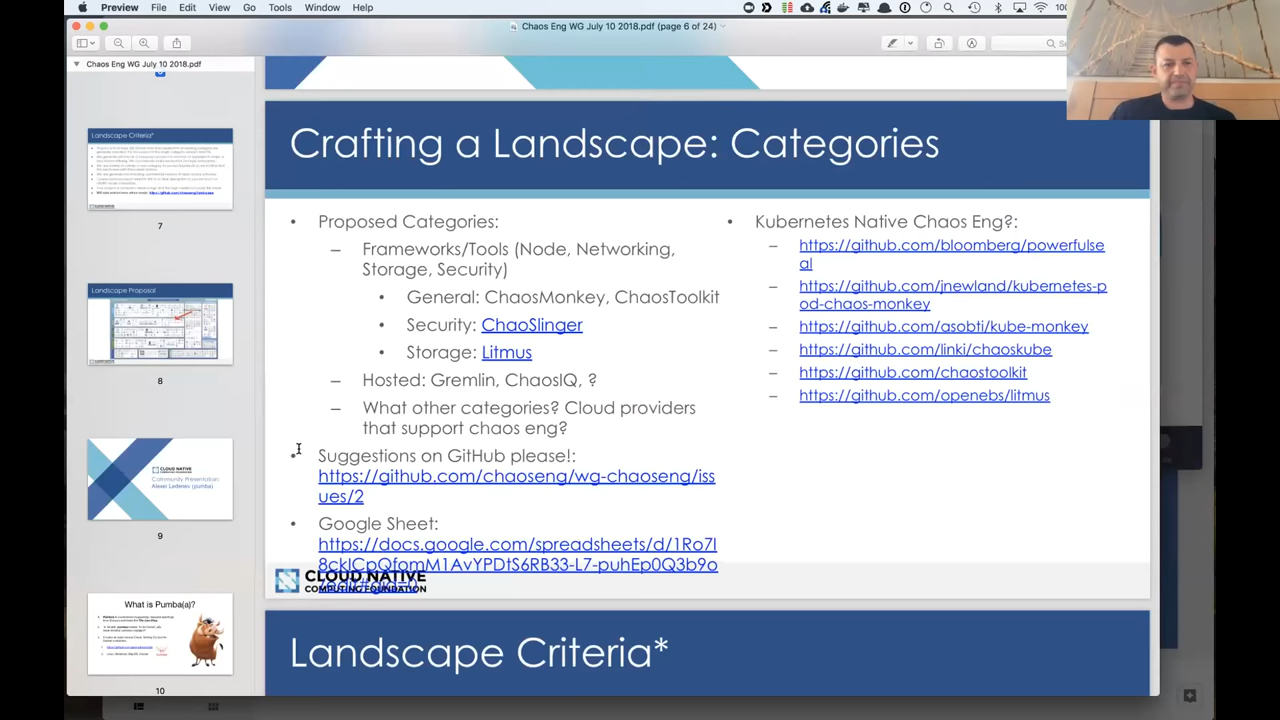 Preview File Edit View Go Tools Window Help
Chaos Eng WG July 10 2018.pdf (page 6 of 24)
Chaos Eng WG July 10 2018.pdf
Landscape Criteria*
7
Landscape Proposal
8
CLOUD NATIVE
Community Presentation:
Alexei Ledenev (pumba)
9
What is Pumba(a)?
10
Crafting a Landscape: Categories
• Proposed Categories:
– Frameworks/Tools (Node, Networking,
Storage, Security)
• General: ChaosMonkey, ChaosToolkit
• Security: ChaoSlinger
• Storage: Litmus
– Hosted: Gremlin, ChaosIQ, ?
– What other categories? Cloud providers
that support chaos eng?
• Suggestions on GitHub please!:
https://github.com/chaoseng/wg-chaoseng/iss
ues/2
• Google Sheet:
https://docs.google.com/spreadsheets/d/1Ro7l
CLOUD NATIVE
COMPUTING FOUNDATION
• Kubernetes Native Chaos Eng?:
– https://github.com/bloomberg/powerfulse
al
– https://github.com/jnewland/kubernetes-p
od-chaos-monkey
– https://github.com/asobti/kube-monkey
– https://github.com/linki/chaoskube
– https://github.com/chaostoolkit
– https://github.com/openebs/litmus
Landscape Criteria*